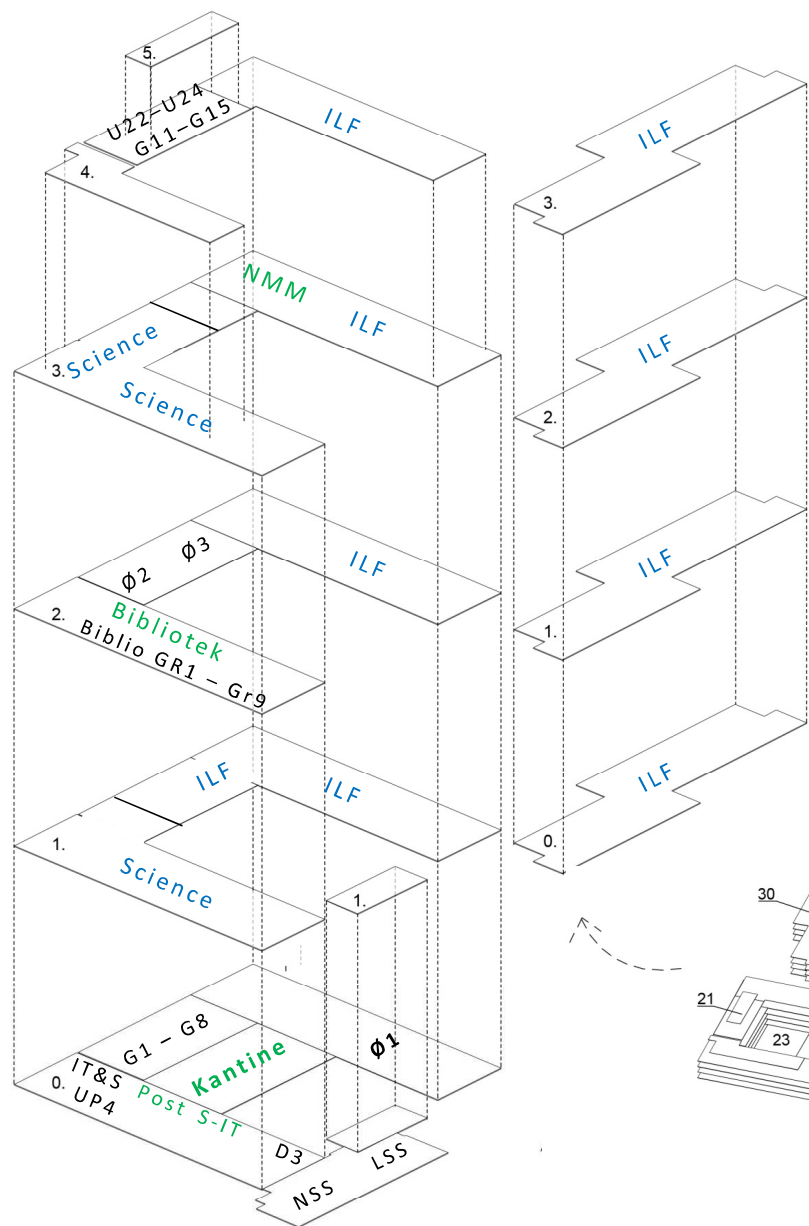 5.
U22–U24
G11–G15
ILF
4.
ILF
3.
NMM
ILF
Science
3.
Science
ILF
2.
Ø3
Ø2
ILF
Bibliotek
2.
Biblio GR1 – Gr9
ILF
1.
ILF
ILF
1.
Science
ILF
0.
1.
30
21
23
G1 – G8
Kantine
Ø1
IT&S
0.
UP4
Post S-IT
D3
LSS
NSS